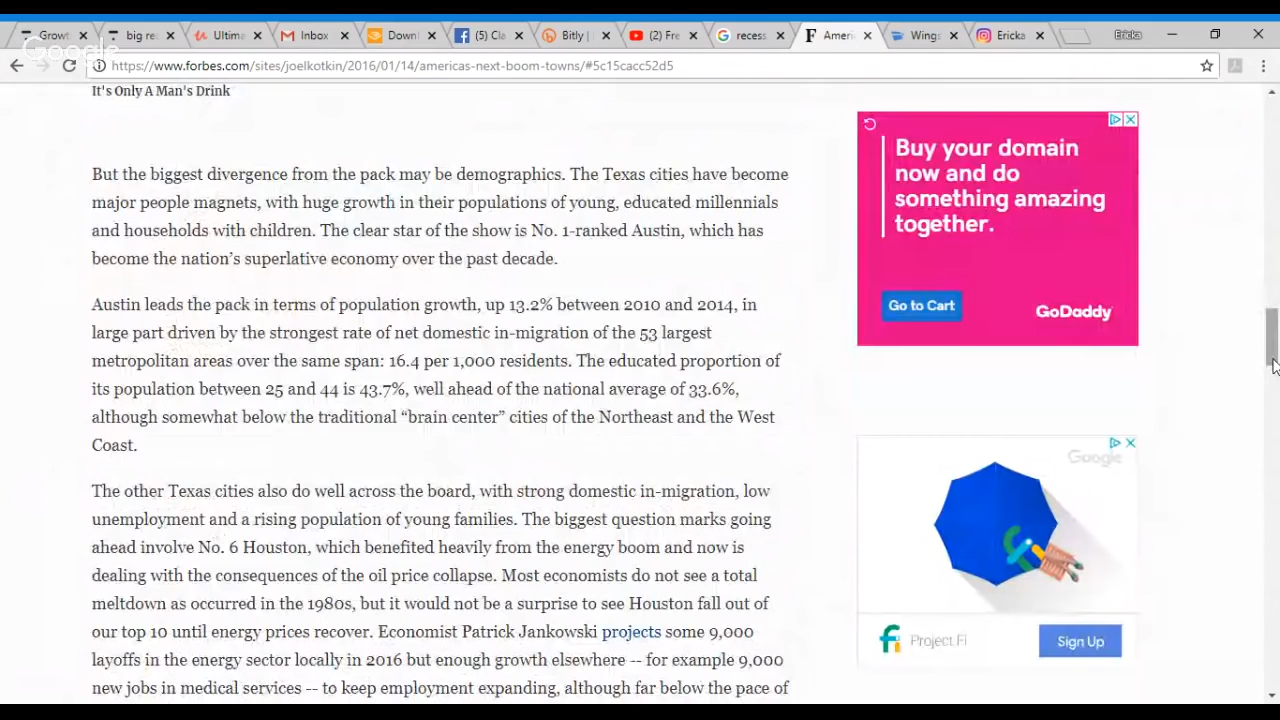 Growt
big re
Ultima
Inbox
Downl
(5) Cla
Bitly |
(2) Fre
recess
Ameri
Wings
Ericka
Ericka
Google
https://www.forbes.com/sites/joelkotkin/2016/01/14/americas-next-boom-towns/#5c15cacc52d5
It's Only A Man's Drink
But the biggest divergence from the pack may be demographics. The Texas cities have become
major people magnets, with huge growth in their populations of young, educated millennials
and households with children. The clear star of the show is No. 1-ranked Austin, which has
become the nation’s superlative economy over the past decade.
Austin leads the pack in terms of population growth, up 13.2% between 2010 and 2014, in
large part driven by the strongest rate of net domestic in-migration of the 53 largest
metropolitan areas over the same span: 16.4 per 1,000 residents. The educated proportion of
its population between 25 and 44 is 43.7%, well ahead of the national average of 33.6%,
although somewhat below the traditional “brain center” cities of the Northeast and the West
Coast.
The other Texas cities also do well across the board, with strong domestic in-migration, low
unemployment and a rising population of young families. The biggest question marks going
ahead involve No. 6 Houston, which benefited heavily from the energy boom and now is
dealing with the consequences of the oil price collapse. Most economists do not see a total
meltdown as occurred in the 1980s, but it would not be a surprise to see Houston fall out of
our top 10 until energy prices recover. Economist Patrick Jankowski projects some 9,000
layoffs in the energy sector locally in 2016 but enough growth elsewhere -- for example 9,000
new jobs in medical services -- to keep employment expanding, although far below the pace of
Buy your domain
now and do
something amazing
together.
Go to Cart
GoDaddy
Google
Project Fi
Sign Up